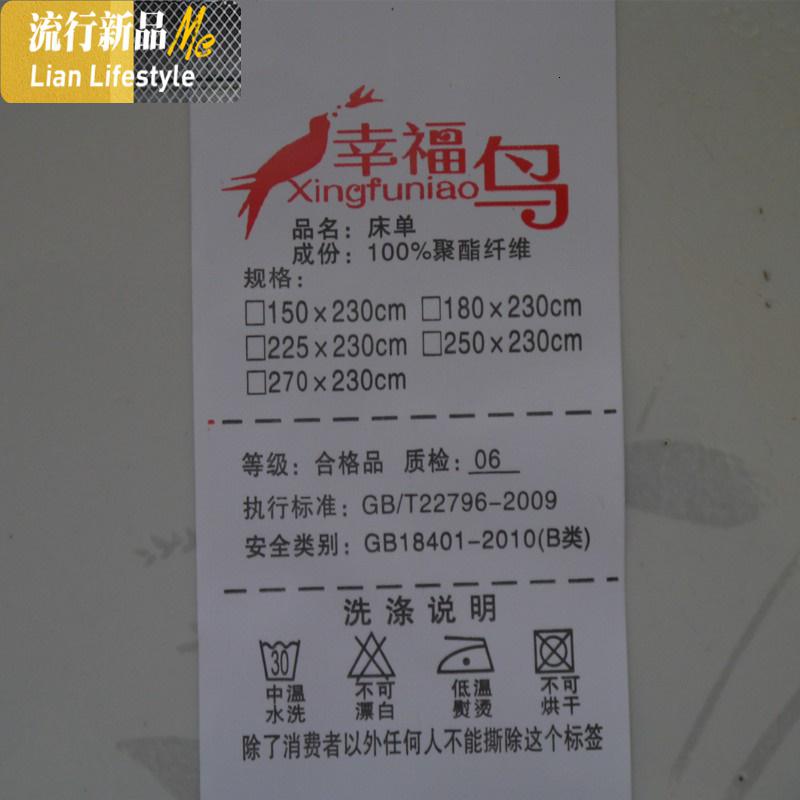 流行新品Me
Lian Lifestyle
幸福鸟
Xingfuniao
品名：床单
成份：100%聚酯纤维
规格：
□150×230cm □180×230cm
□225×230cm □250×230cm
□270×230cm
等级：合格品 质检：06
执行标准：GB/T22796-2009
安全类别：GB18401-2010(B类)
洗涤说明
30
中温水洗
不可漂白
低温熨烫
不可烘干
除了消费者以外任何人不能撕除这个标签